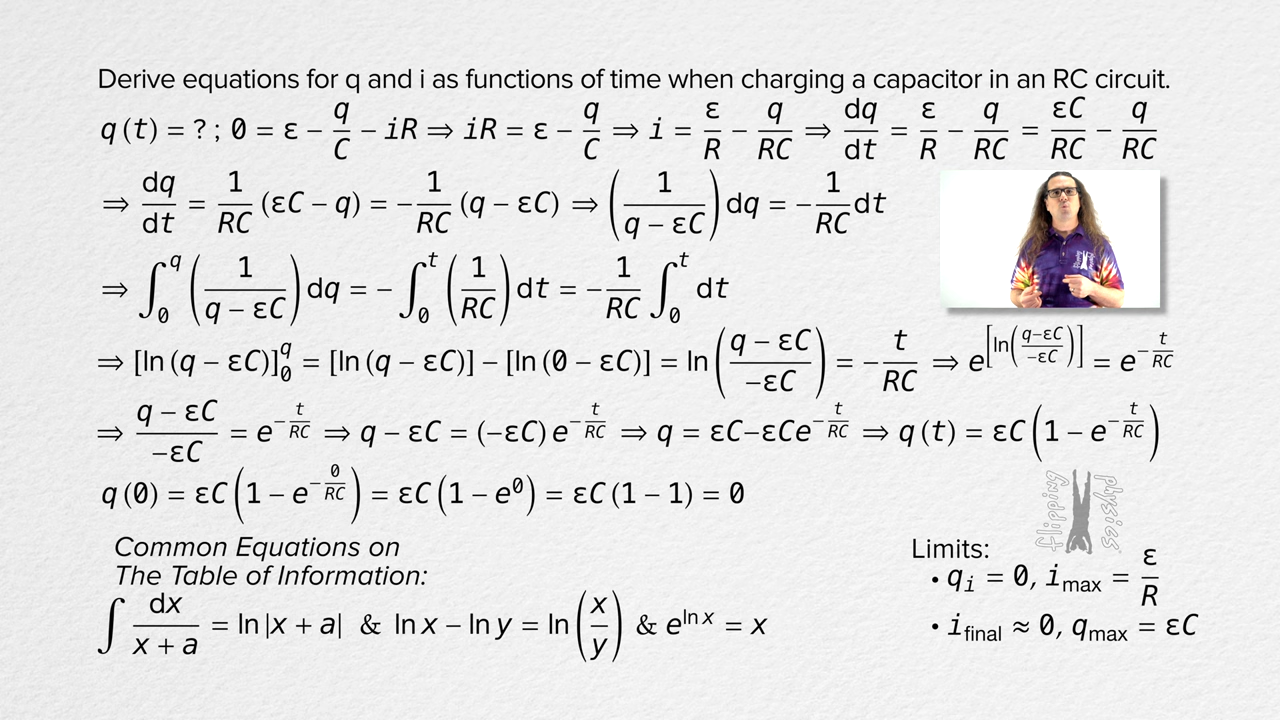 Derive equations for q and i as functions of time when charging a capacitor in an RC circuit.
q (t) = ? ; 0 = ε − q/C − iR ⇒ iR = ε − q/C ⇒ i = ε/R − q/RC ⇒ dq/dt = ε/R − q/RC = εC/RC − q/RC
⇒ dq/dt = 1/RC (εC − q) = −1/RC (q − εC) ⇒ (1/(q − εC)) dq = −1/RC dt
⇒ ∫₀^q (1/(q − εC)) dq = − ∫₀^t (1/RC) dt = −1/RC ∫₀^t dt
⇒ [ln (q − εC)]₀^q = [ln (q − εC)] − [ln (0 − εC)] = ln ((q − εC)/−εC) = −t/RC ⇒ e^[ln((q−εC)/−εC)] = e^(−t/RC)
⇒ (q − εC)/−εC = e^(−t/RC) ⇒ q − εC = (−εC) e^(−t/RC) ⇒ q = εC−εCe^(−t/RC) ⇒ q (t) = εC (1 − e^(−t/RC))
q (0) = εC (1 − e^(−0/RC)) = εC (1 − e⁰) = εC (1 − 1) = 0
flipping physics
Common Equations on
The Table of Information:
∫ dx/(x + a) = ln |x + a| & ln x − ln y = ln (x/y) & e^(ln x) = x
Limits:
• qᵢ = 0, i_max = ε/R
• i_final ≈ 0, q_max = εC